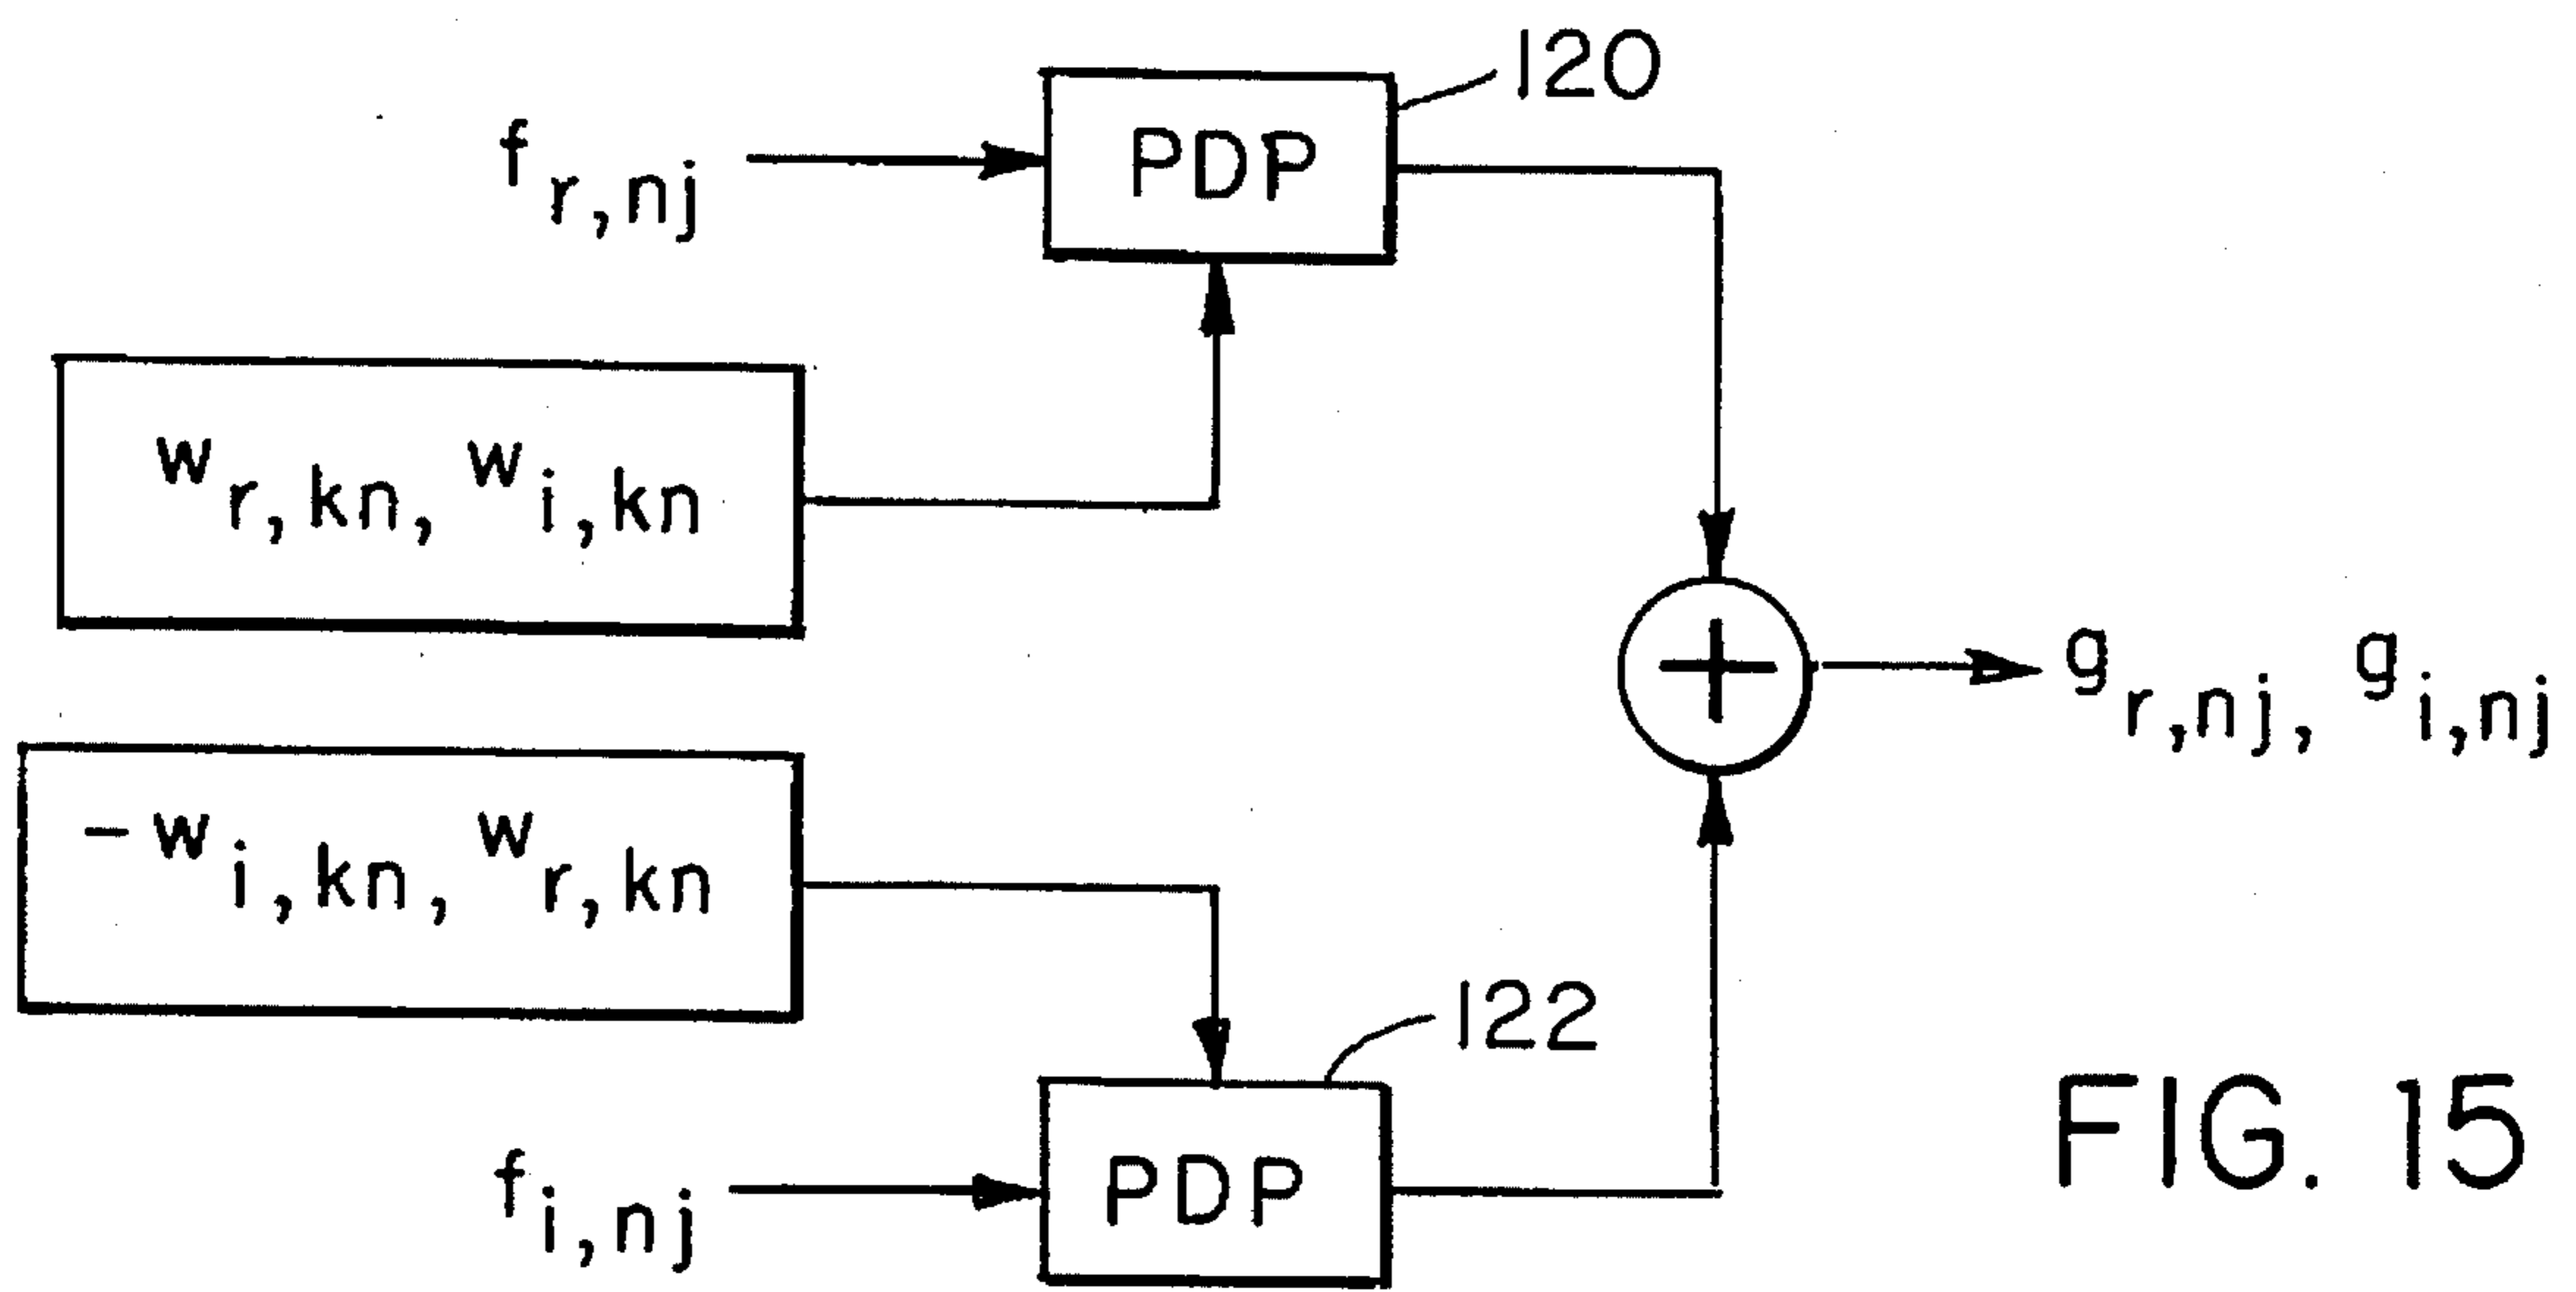 120
f r,nj
PDP
w r,kn, w i,kn
+
g r,nj, g i,nj
-w i,kn, w r,kn
122
f i,nj
PDP
FIG. 15